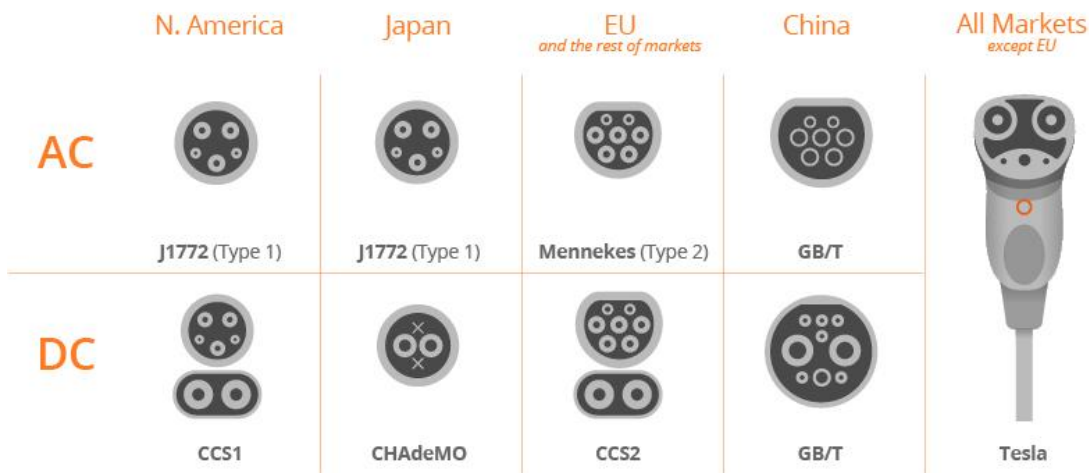 N. America
Japan
EU
and the rest of markets
China
All Markets
except EU
AC
J1772 (Type 1)
J1772 (Type 1)
Mennekes (Type 2)
GB/T
DC
CCS1
CHAdeMO
CCS2
GB/T
Tesla